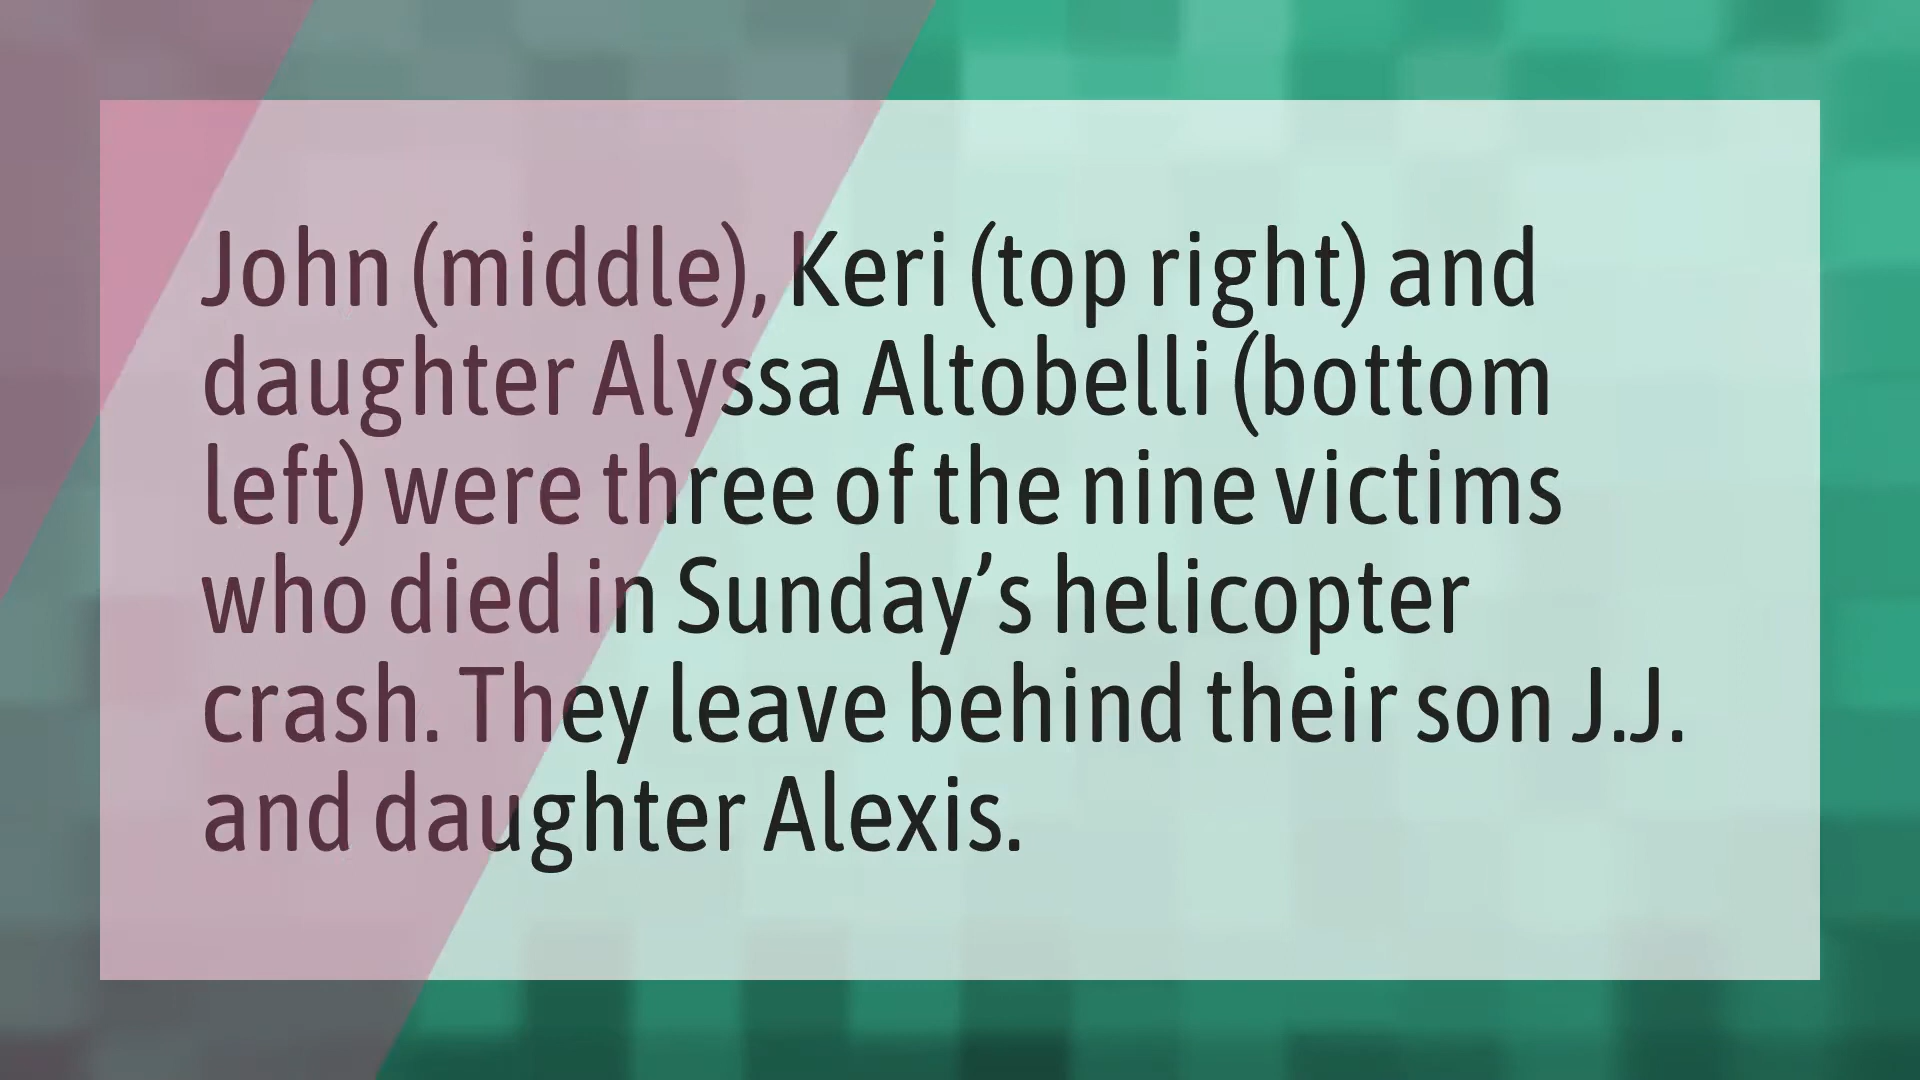 John (middle), Keri (top right) and
daughter Alyssa Altobelli (bottom
left) were three of the nine victims
who died in Sunday’s helicopter
crash. They leave behind their son J.J.
and daughter Alexis.